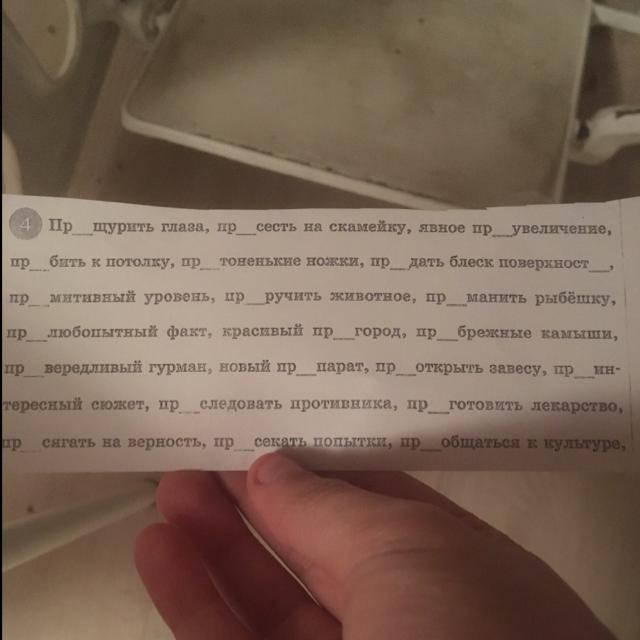 4 Пр__щурить глаза, пр__сесть на скамейку, явное пр__увеличение,
пр__бить к потолку, пр__тоненькие ножки, пр__дать блеск поверхност__,
пр__митивный уровень, пр__ручить животное, пр__манить рыбёшку,
пр__любопытный факт, красивый пр__город, пр__брежные камыши,
пр__вередливый гурман, новый пр__парат, пр__открыть завесу, пр__ин-
тересный сюжет, пр__следовать противника, пр__готовить лекарство,
пр__сягать на верность, пр__секать попытки, пр__общаться к культуре,